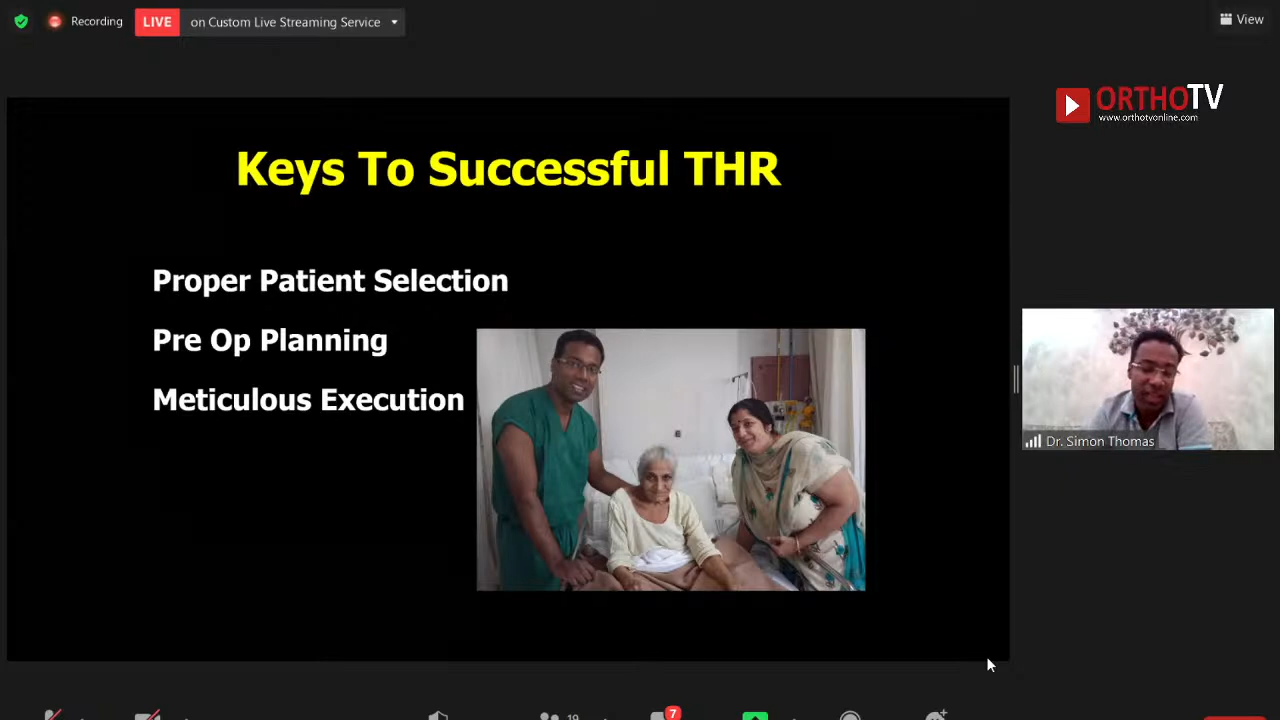 Recording
LIVE
on Custom Live Streaming Service
View
ORTHOTV
www.orthotvonline.com
Keys To Successful THR
Proper Patient Selection
Pre Op Planning
Meticulous Execution
Dr. Simon Thomas
19
7